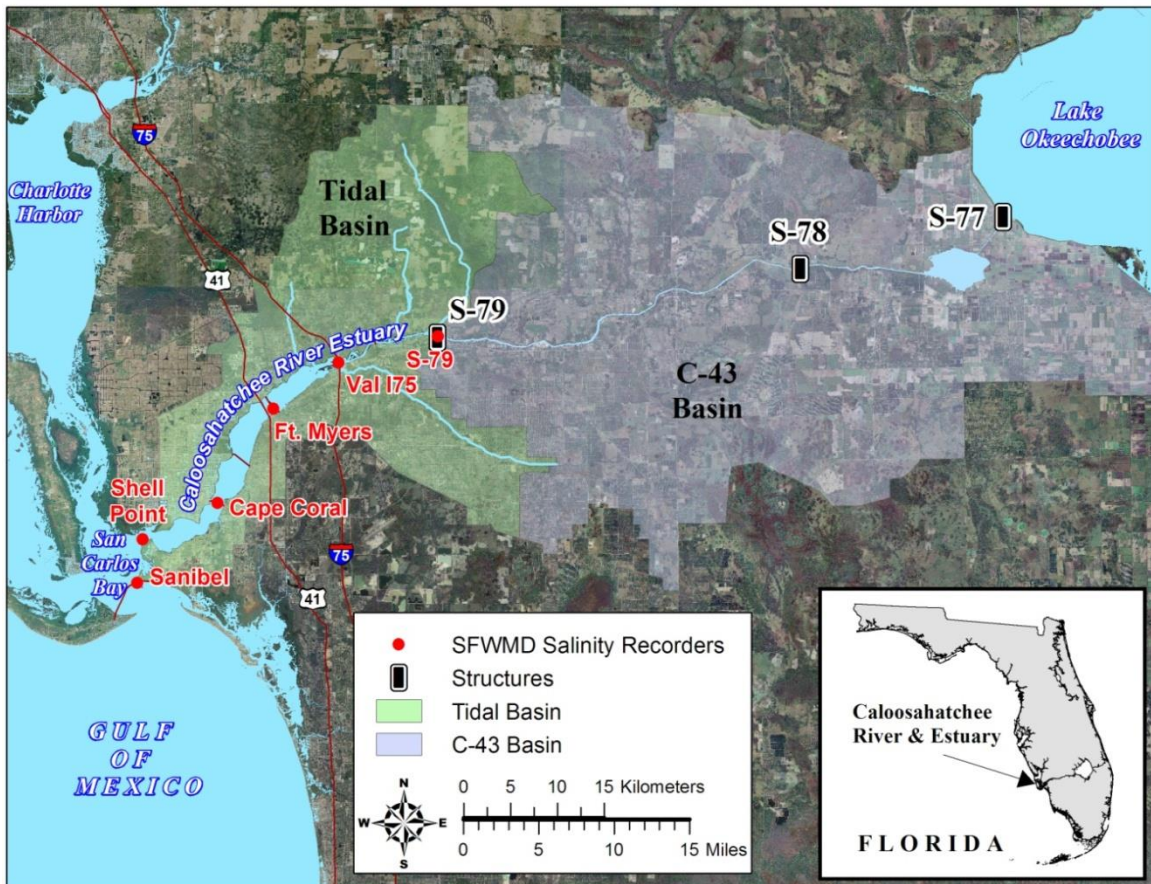 75
Lake
Okeechobee
Charlotte
Harbor
Tidal
Basin
S-77
S-78
41
S-79
S-79
Caloosahatchee River Estuary
Val I75
C-43
Basin
Ft. Myers
Shell
Point
Cape Coral
San
Carlos
Bay
Sanibel
75
41
GULF
OF
MEXICO
SFWMD Salinity Recorders
Structures
Tidal Basin
C-43 Basin
N
W E
S
0 5 10 15 Kilometers
0 5 10 15 Miles
Caloosahatchee
River & Estuary
FLORIDA